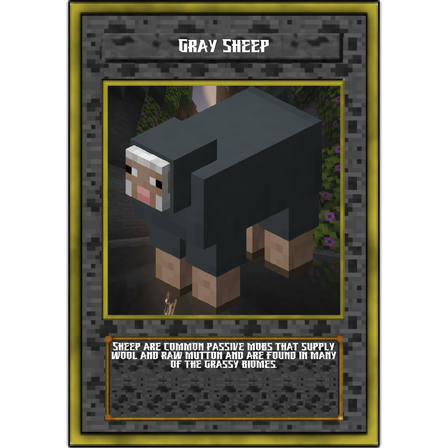 Gray Sheep
Sheep are common passive mobs that supply
wool and raw mutton and are found in many
of the grassy biomes.